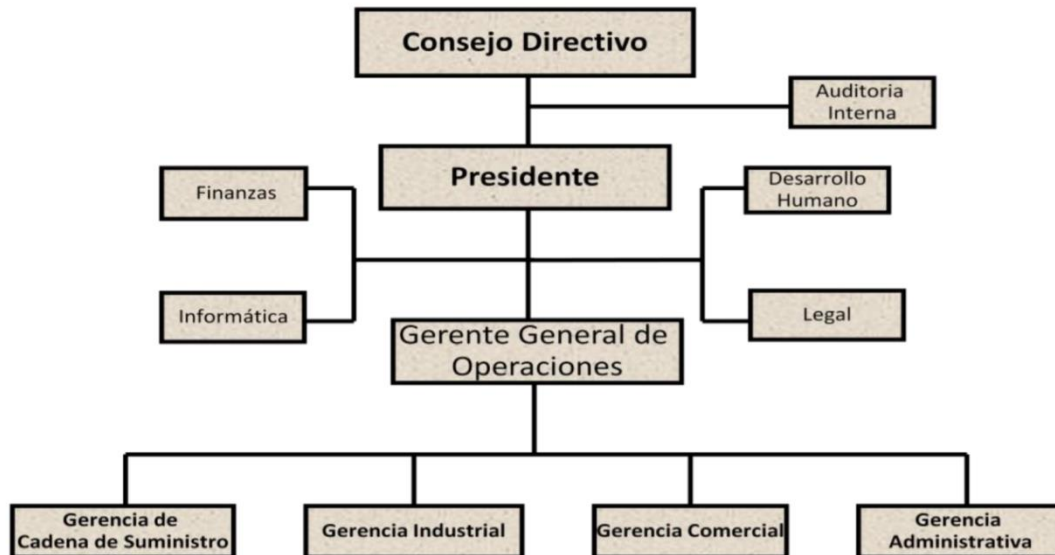 Consejo Directivo
Auditoria
Interna
Presidente
Finanzas
Desarrollo
Humano
Informática
Legal
Gerente General de
Operaciones
Gerencia de
Cadena de Suministro
Gerencia Industrial
Gerencia Comercial
Gerencia
Administrativa